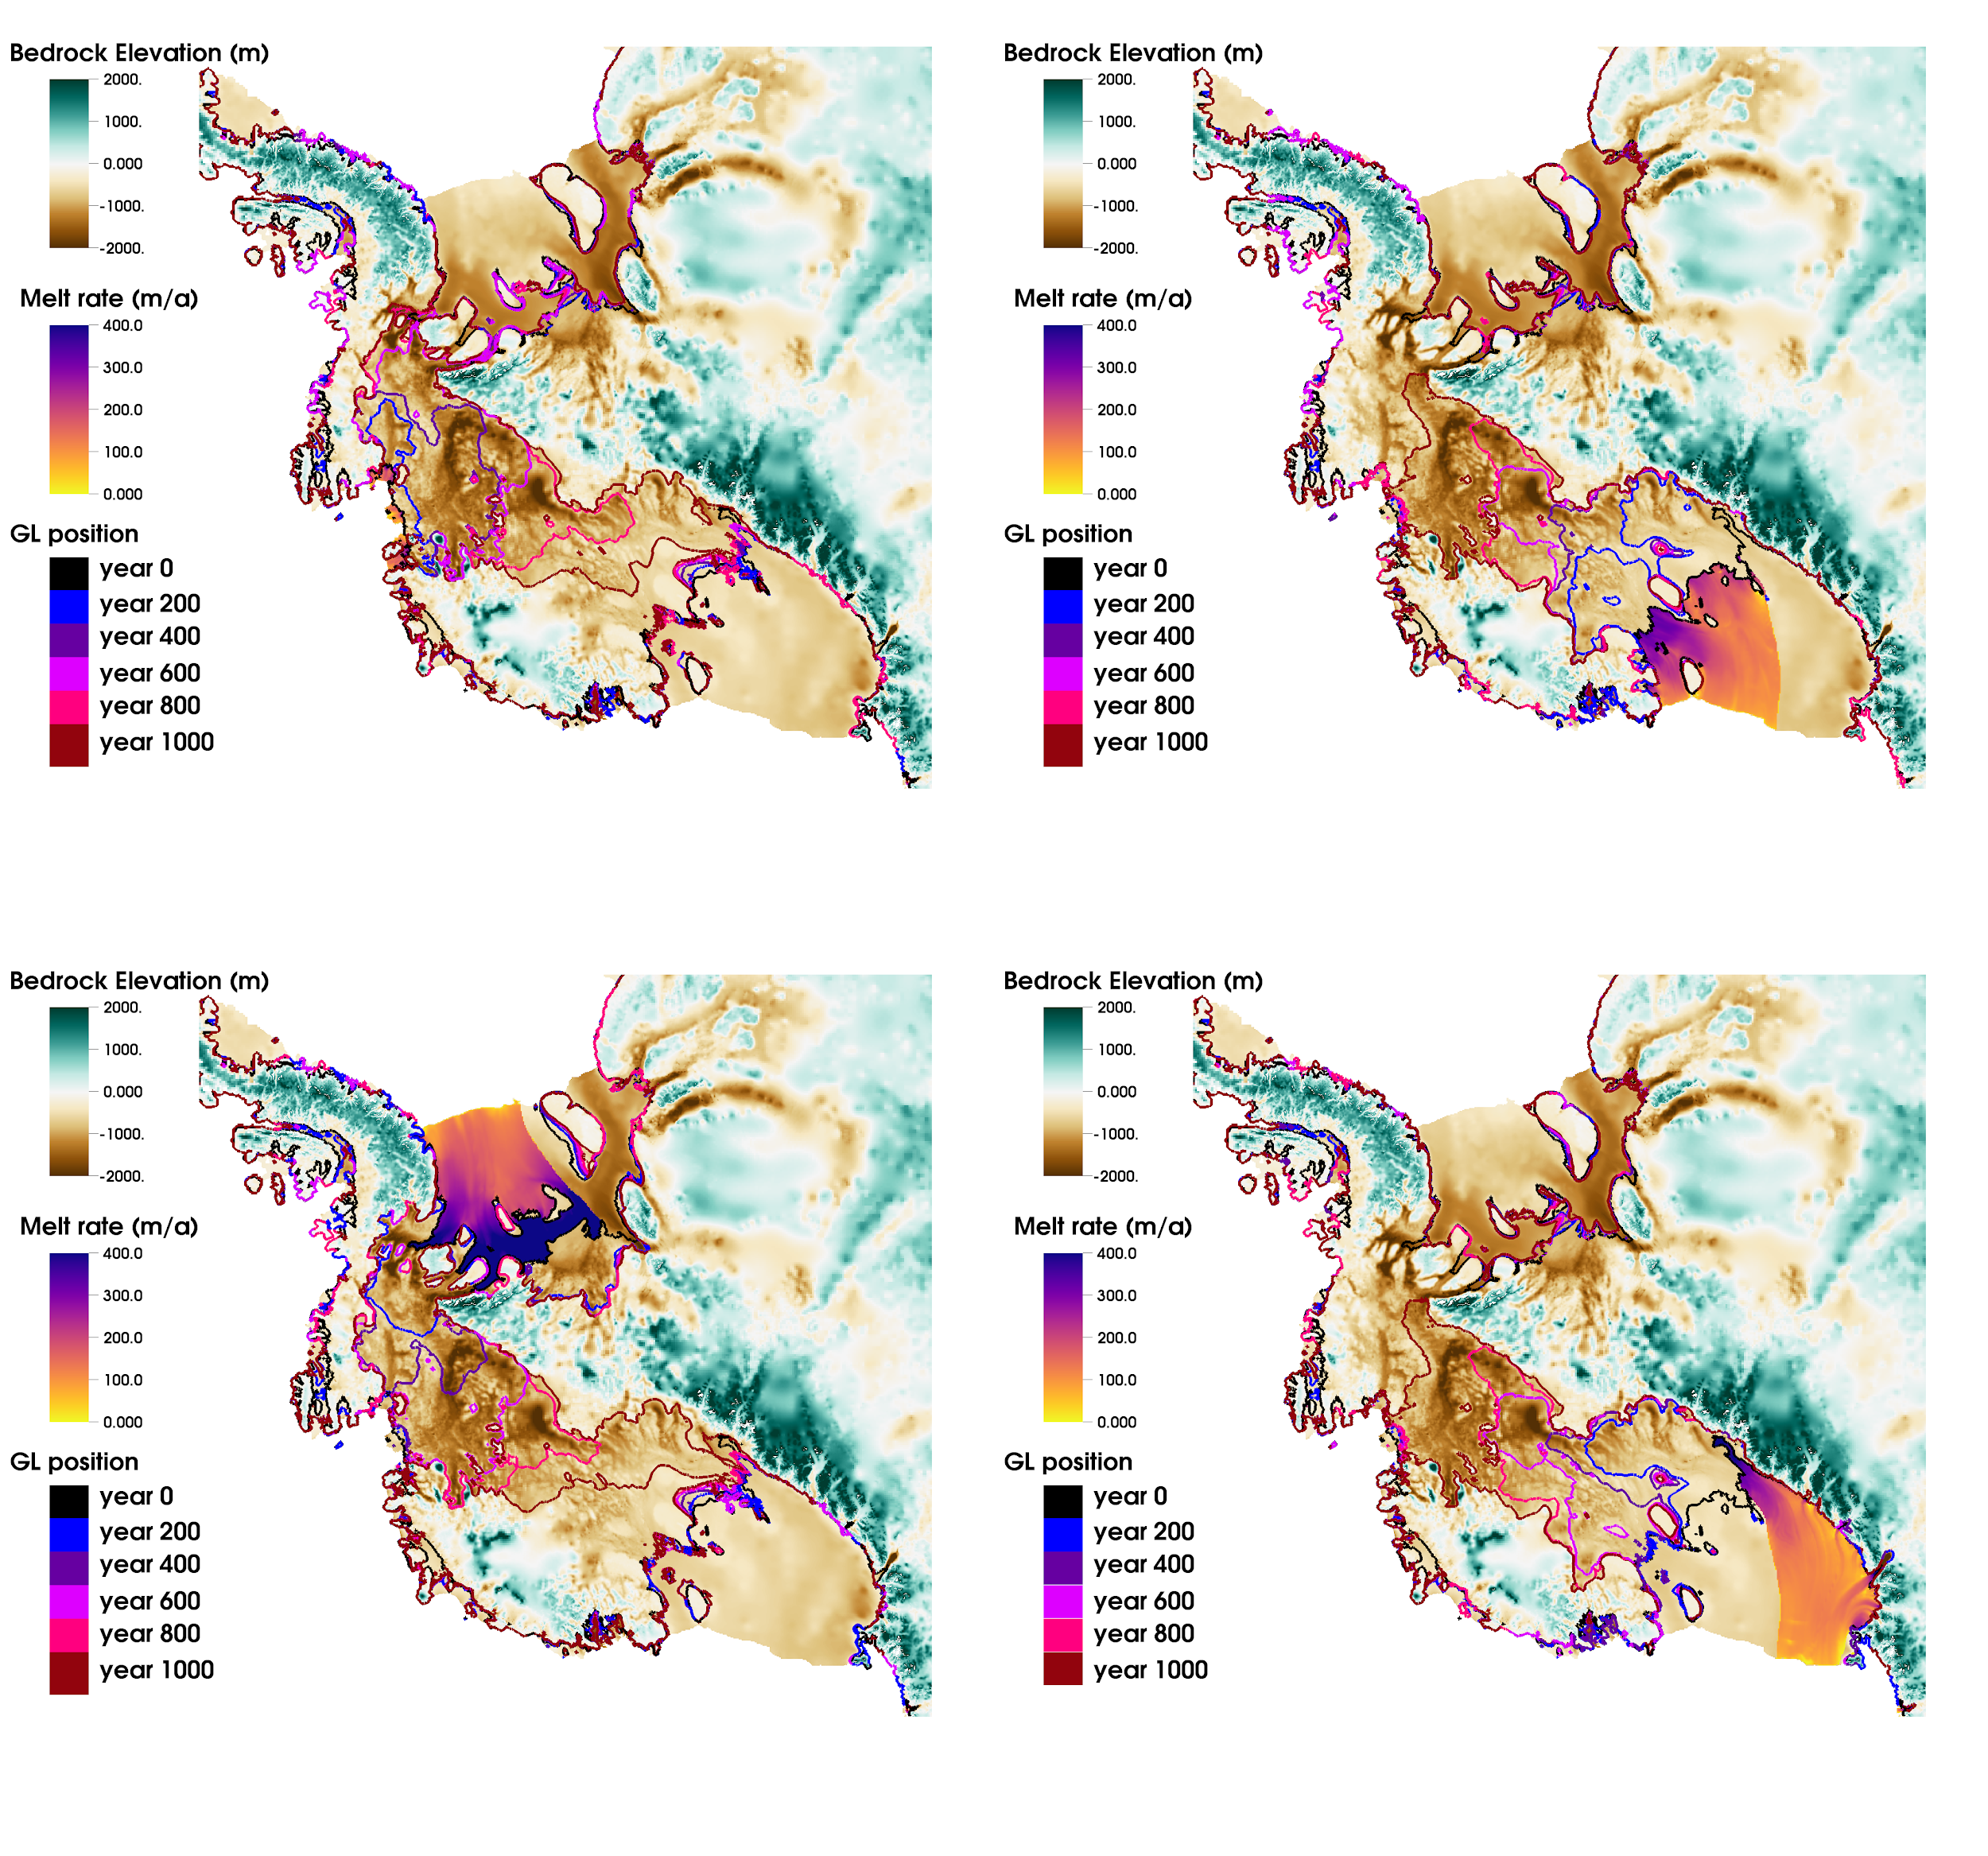 Bedrock Elevation (m)
2000.
1000.
0.000
-1000.
-2000.
Melt rate (m/a)
400.0
300.0
200.0
100.0
0.000
GL position
year 0
year 200
year 400
year 600
year 800
year 1000
Bedrock Elevation (m)
2000.
1000.
0.000
-1000.
-2000.
Melt rate (m/a)
400.0
300.0
200.0
100.0
0.000
GL position
year 0
year 200
year 400
year 600
year 800
year 1000
Bedrock Elevation (m)
2000.
1000.
0.000
-1000.
-2000.
Melt rate (m/a)
400.0
300.0
200.0
100.0
0.000
GL position
year 0
year 200
year 400
year 600
year 800
year 1000
Bedrock Elevation (m)
2000.
1000.
0.000
-1000.
-2000.
Melt rate (m/a)
400.0
300.0
200.0
100.0
0.000
GL position
year 0
year 200
year 400
year 600
year 800
year 1000